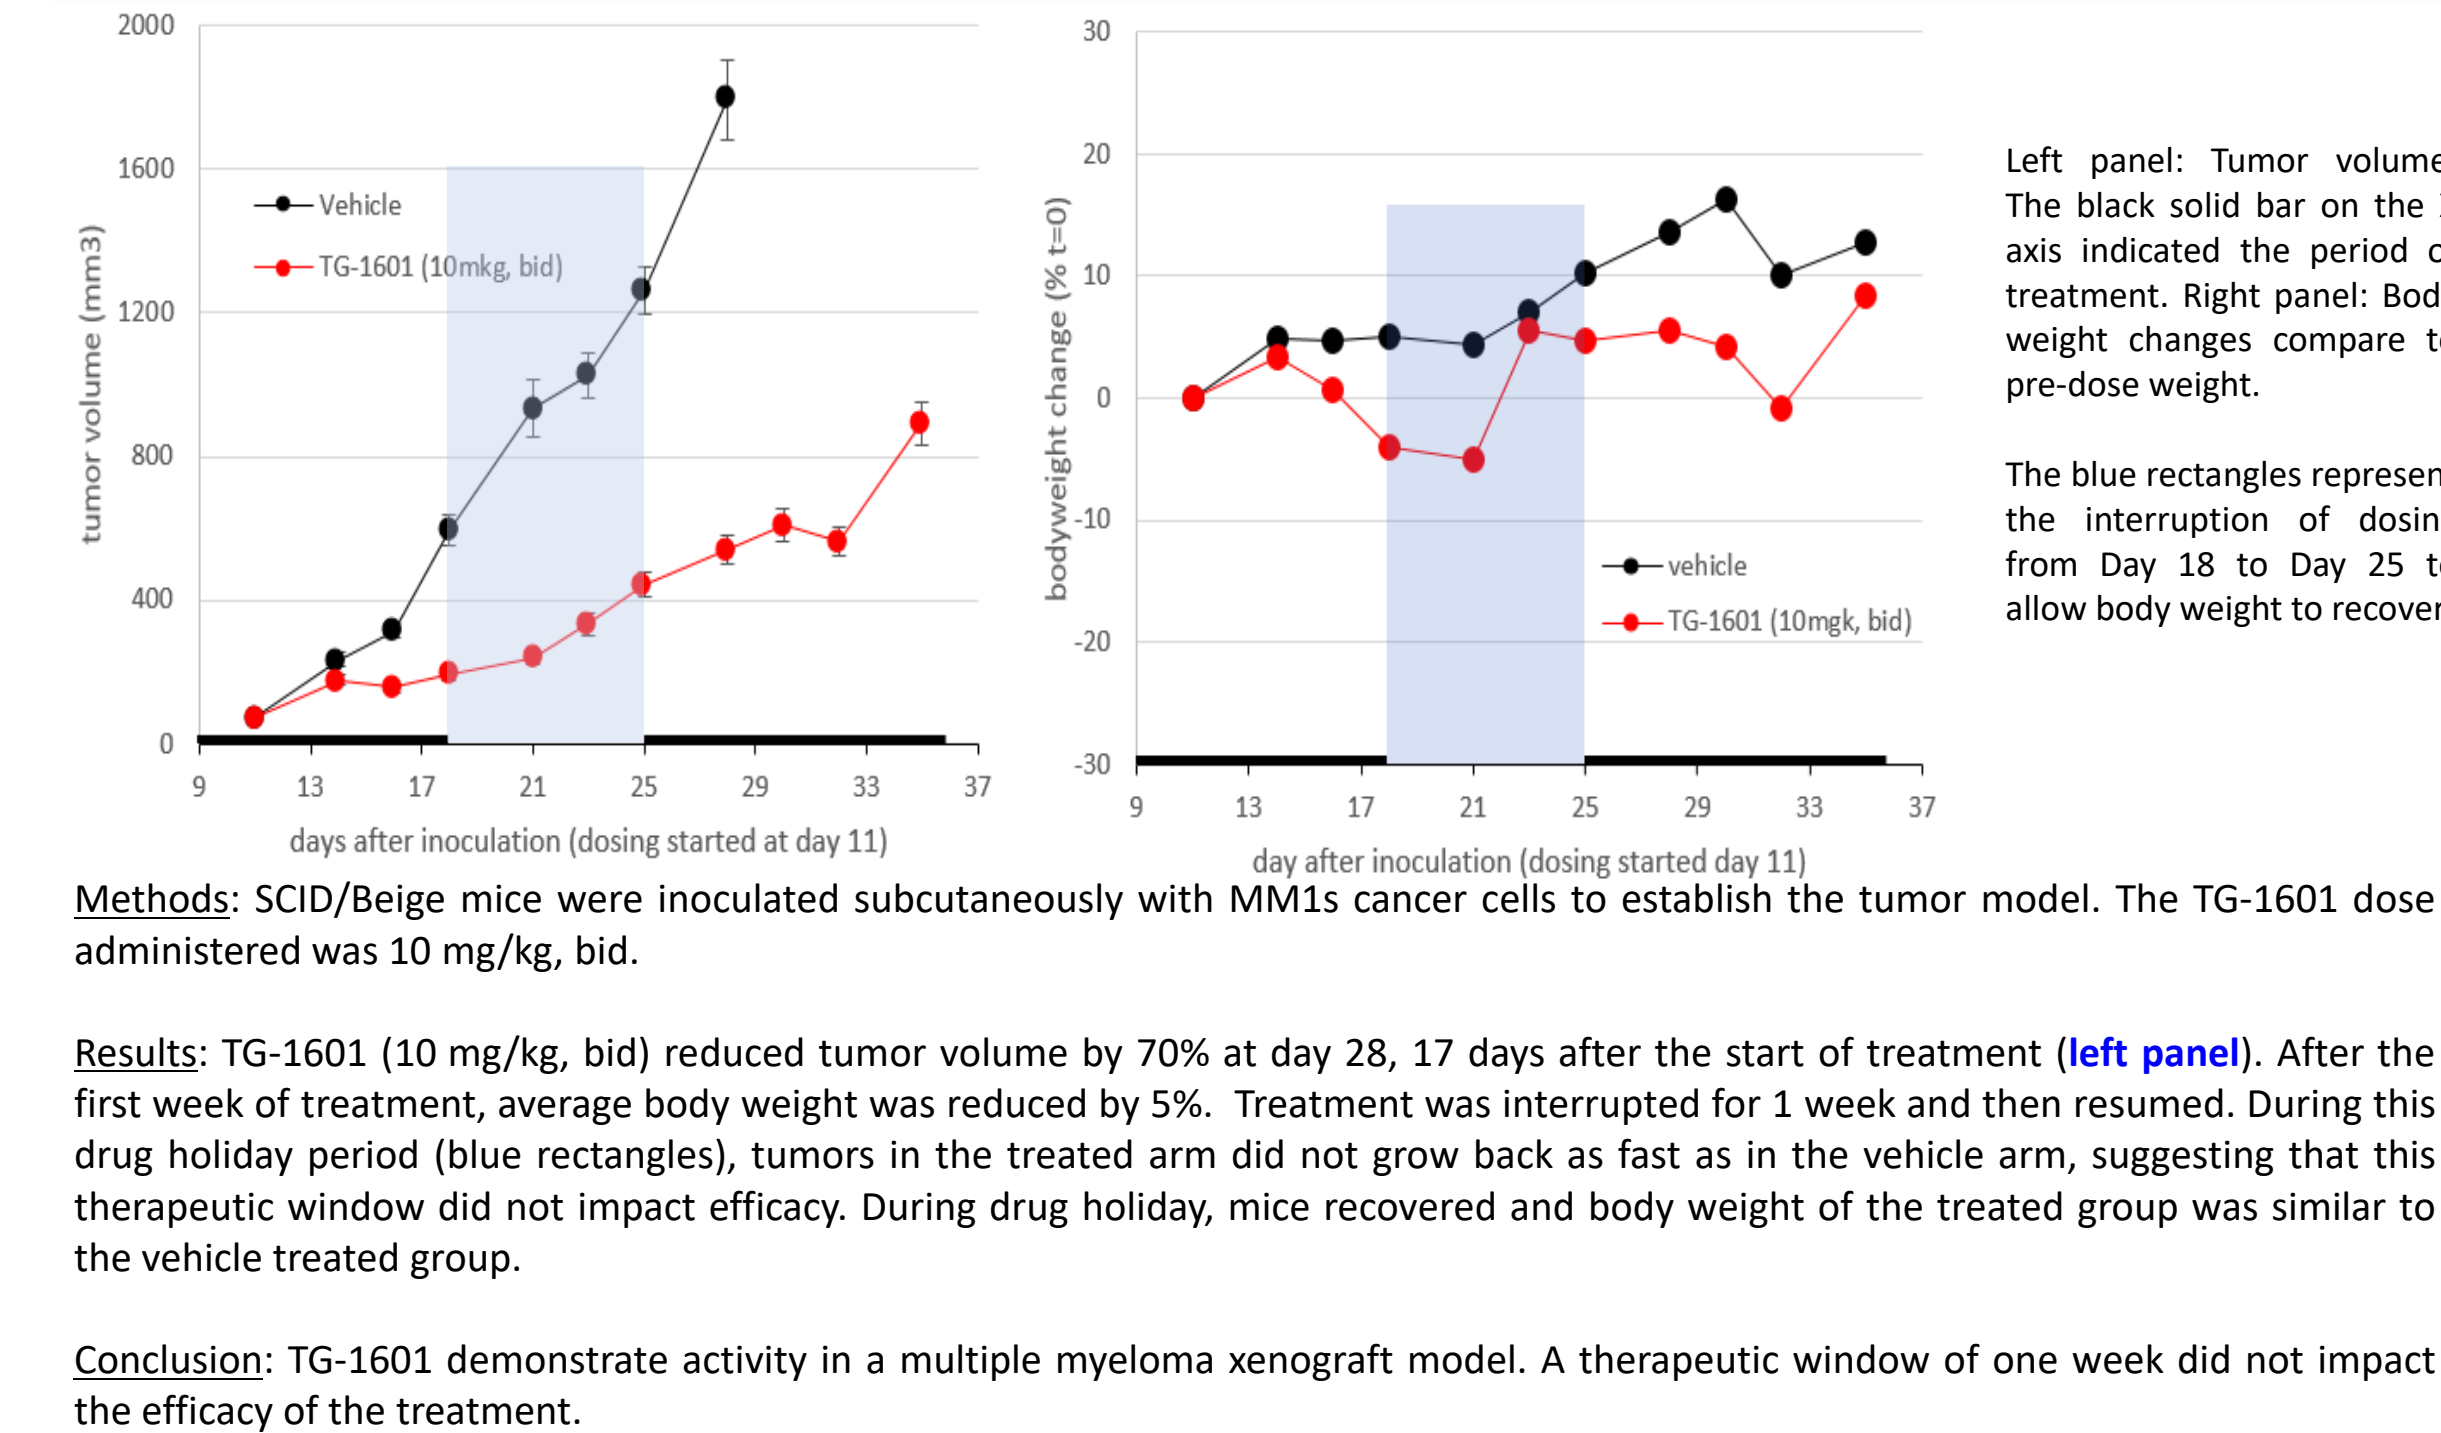 2000
1600
1200
800
400
0
tumor volume (mm3)
Vehicle
TG-1601 (10mkg, bid)
9 13 17 21 25 29 33 37
days after inoculation (dosing started at day 11)
30
20
10
0
-10
-20
-30
bodyweight change (% t=0)
vehicle
TG-1601 (10mgk, bid)
9 13 17 21 25 29 33 37
day after inoculation (dosing started day 11)
Left panel: Tumor volume
The black solid bar on the
axis indicated the period
treatment. Right panel:
weight changes compare
pre-dose weight.
The blue rectangles
the interruption of
from Day 18 to Day 25
allow body weight to
Methods: SCID/Beige mice were inoculated subcutaneously with MM1s cancer cells to establish the tumor model. The TG-1601 dose
administered was 10 mg/kg, bid.
Results: TG-1601 (10 mg/kg, bid) reduced tumor volume by 70% at day 28, 17 days after the start of treatment (left panel). After the
first week of treatment, average body weight was reduced by 5%. Treatment was interrupted for 1 week and then resumed. During this
drug holiday period (blue rectangles), tumors in the treated arm did not grow back as fast as in the vehicle arm, suggesting that this
therapeutic window did not impact efficacy. During drug holiday, mice recovered and body weight of the treated group was similar to
the vehicle treated group.
Conclusion: TG-1601 demonstrate activity in a multiple myeloma xenograft model. A therapeutic window of one week did not impact
the efficacy of the treatment.